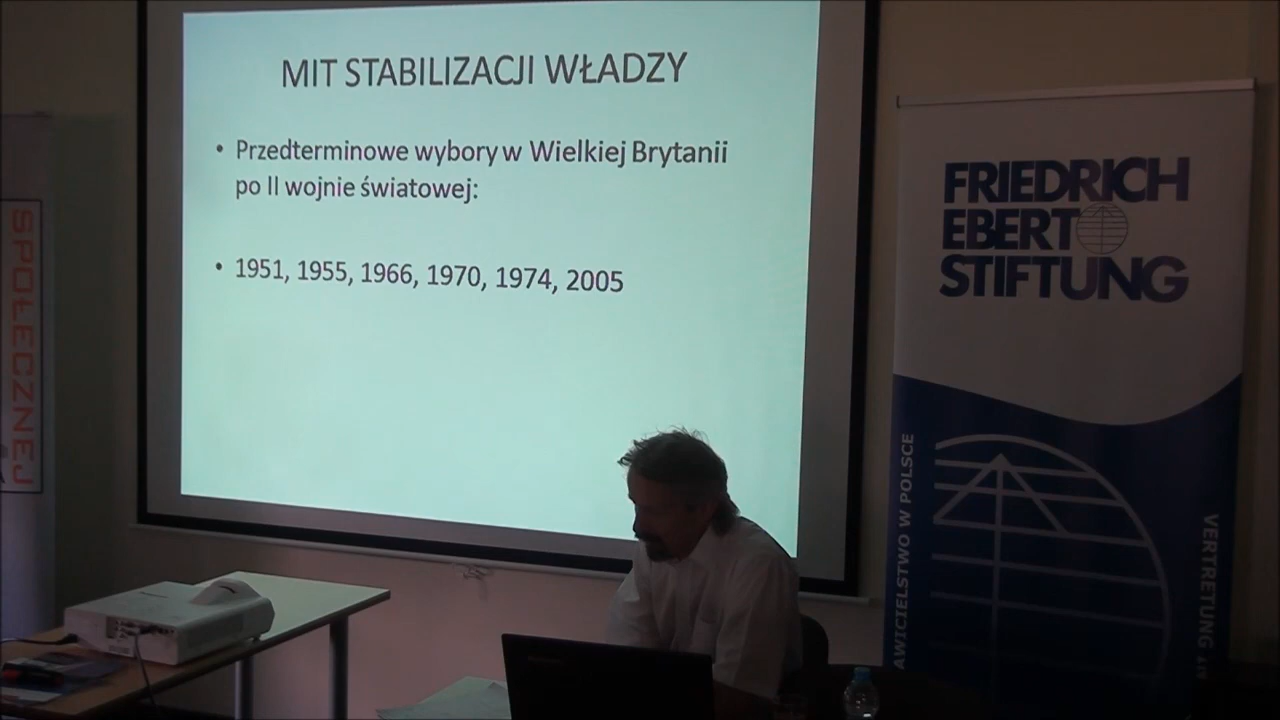 MIT STABILIZACJI WŁADZY
• Przedterminowe wybory w Wielkiej Brytanii
po II wojnie światowej:
• 1951, 1955, 1966, 1970, 1974, 2005
FRIEDRICH
EBERT
STIFTUNG
SPOŁECZNEJ
AWICIELSTWO W POLSCE
VERTRETUNG